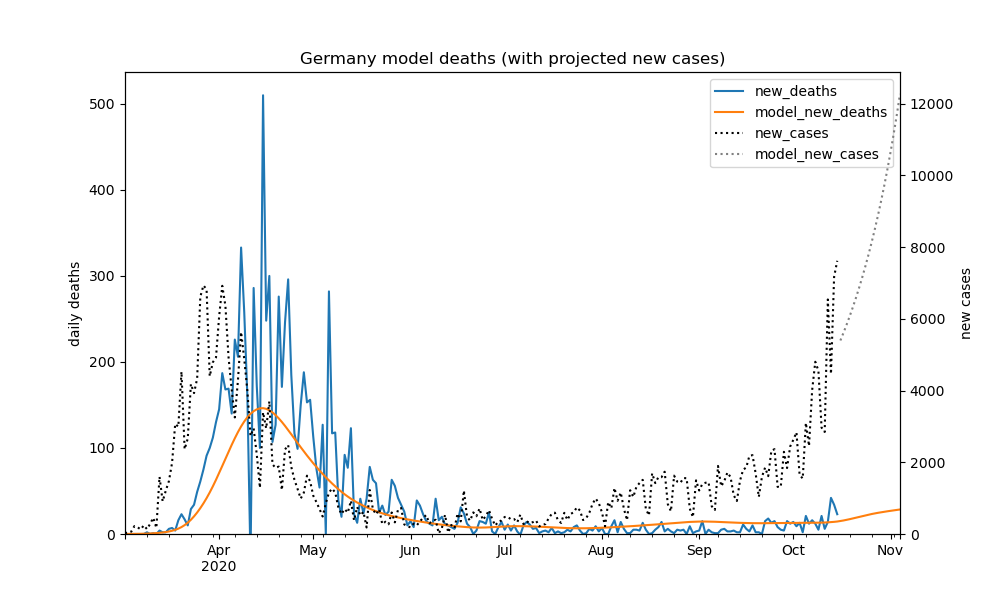 Germany model deaths (with projected new cases)
new_deaths
model_new_deaths
new_cases
model_new_cases
daily deaths
new cases
500
400
300
200
100
0
12000
10000
8000
6000
4000
2000
0
Apr May Jun Jul Aug Sep Oct Nov
2020